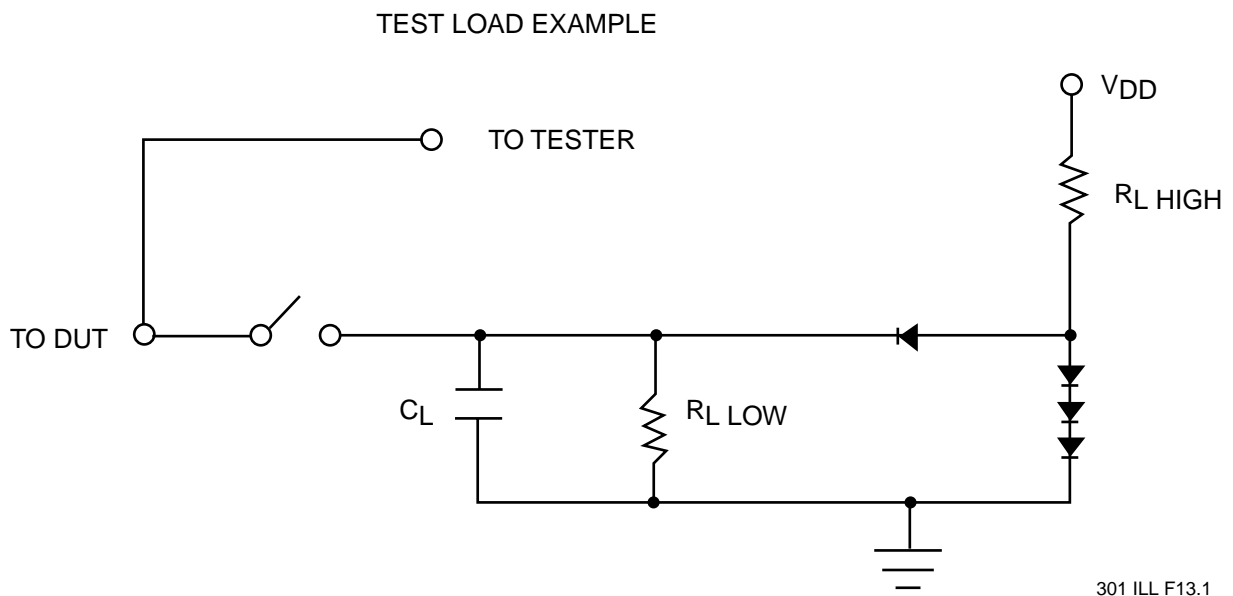 TEST LOAD EXAMPLE
VDD
TO TESTER
RL HIGH
TO DUT
CL
RL LOW
301 ILL F13.1